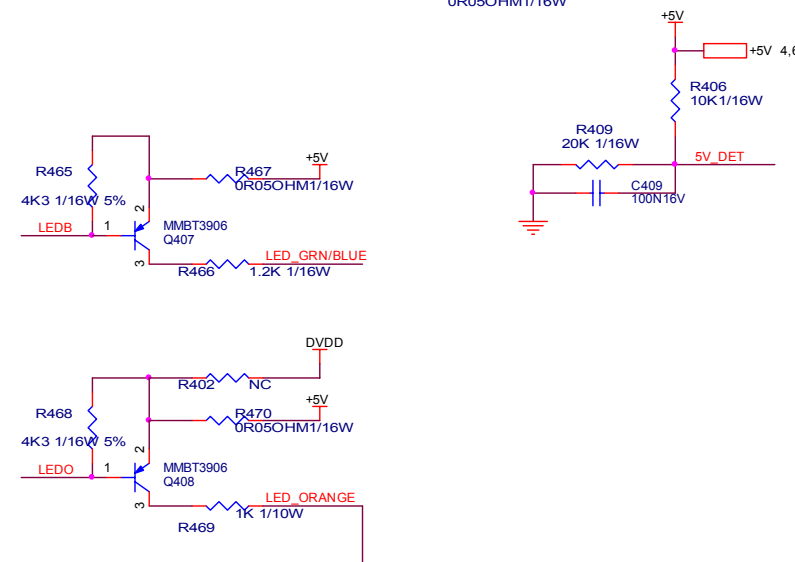 0R05OHM1/16W
+5V
+5V 4,6
R406
10K1/16W
R409
20K 1/16W
5V_DET
C409
100N16V
R465
4K3 1/16W 5%
LEDB
1
2
3
MMBT3906
Q407
R467
0R05OHM1/16W
+5V
LED_GRN/BLUE
R466
1.2K 1/16W
DVDD
R402
NC
+5V
R470
0R05OHM1/16W
R468
4K3 1/16W 5%
LEDO
1
2
3
MMBT3906
Q408
LED_ORANGE
1K 1/10W
R469